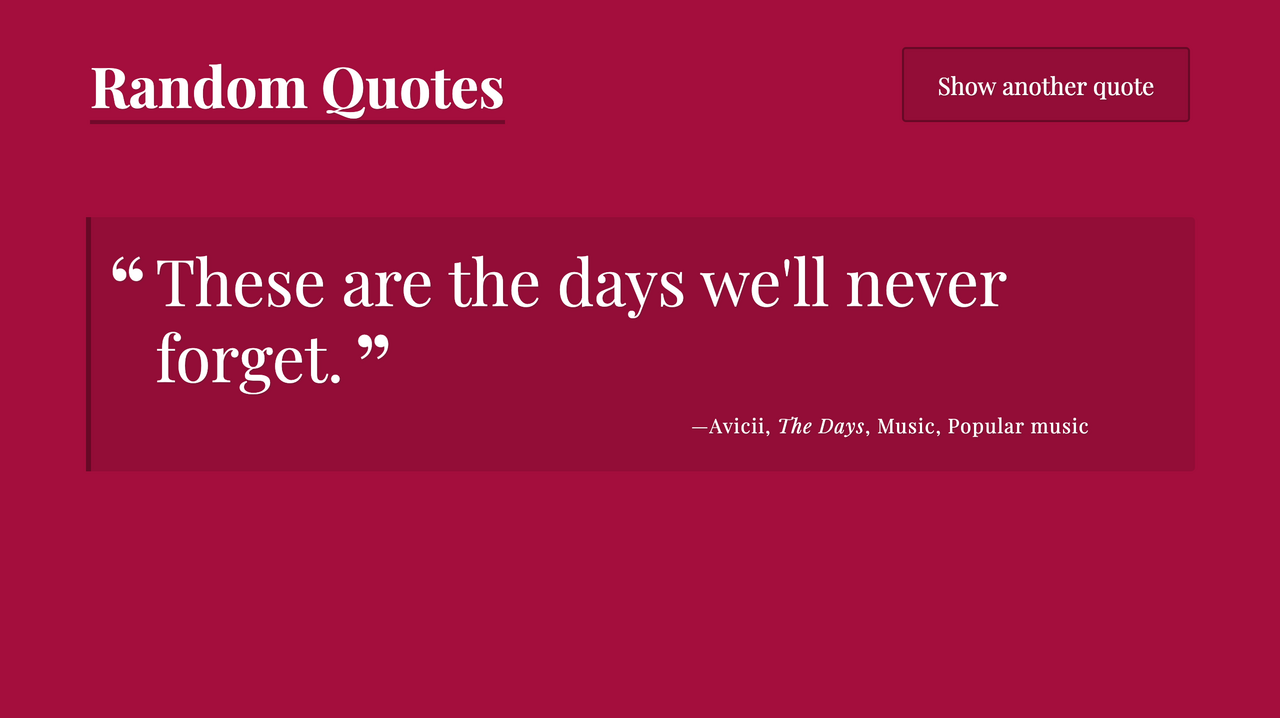 Random Quotes
Show another quote
“ These are the days we'll never
forget. ”
—Avicii, The Days, Music, Popular music